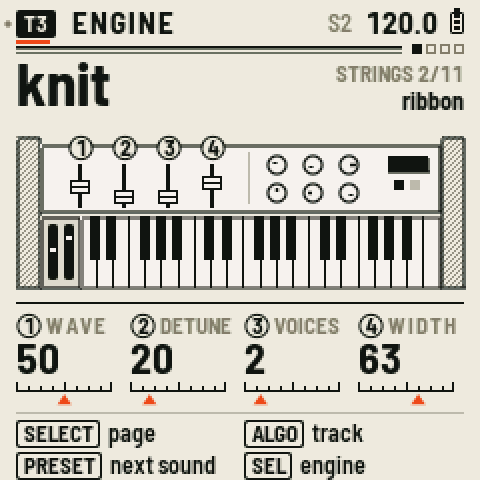 T3 ENGINE S2 120.0
knit STRINGS 2/11
ribbon
1 2 3 4
1 WAVE 2 DETUNE 3 VOICES 4 WIDTH
50 20 2 63
SELECT page ALGO track
PRESET next sound SEL engine